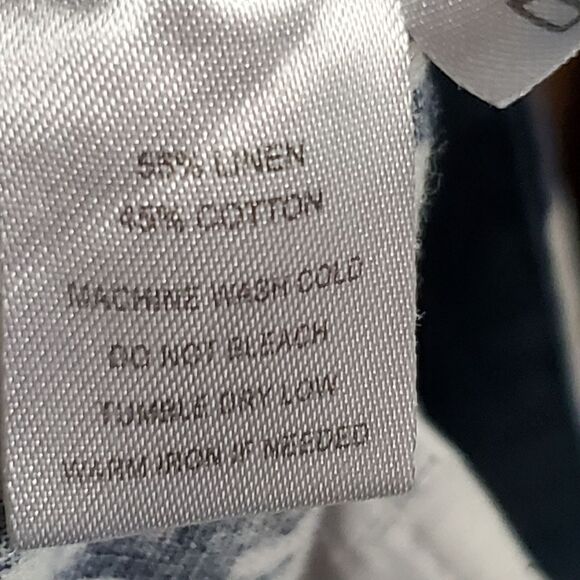 55% LINEN
45% COTTON
MACHINE WASH COLD
DO NOT BLEACH
TUMBLE DRY LOW
WARM IRON IF NEEDED